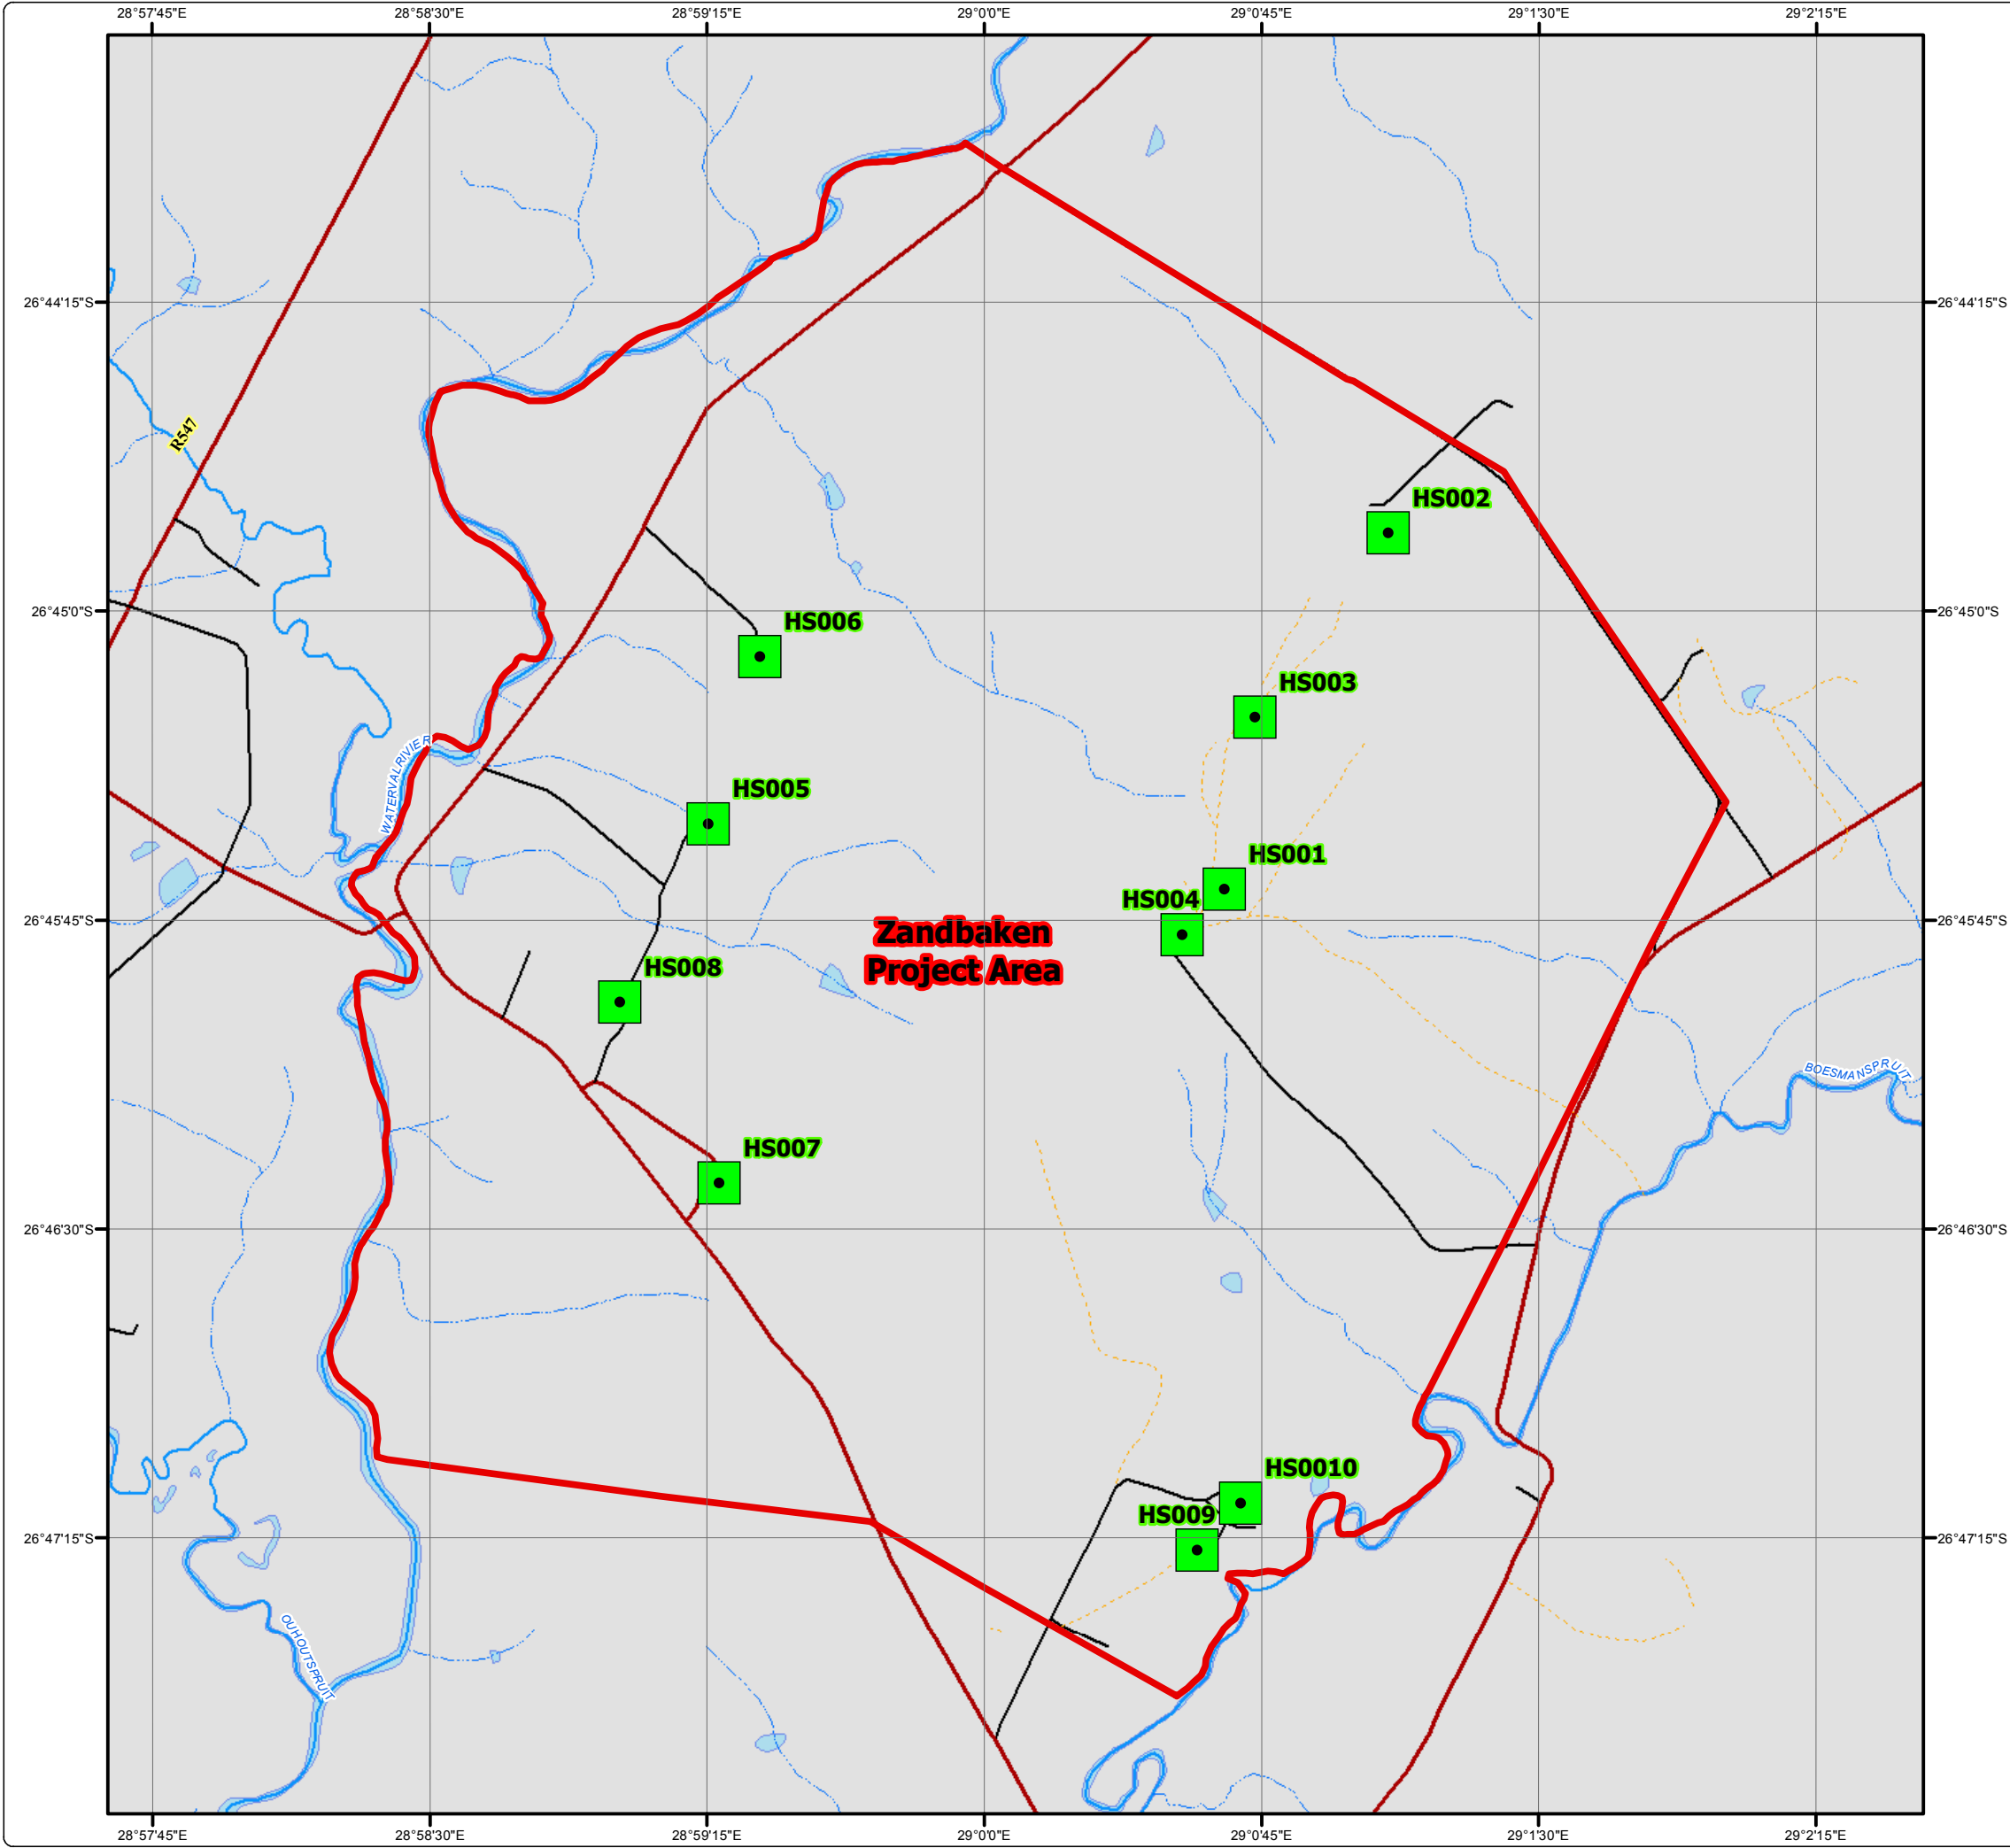 28°57'45"E
28°58'30"E
28°59'15"E
29°0'0"E
29°0'45"E
29°1'30"E
29°2'15"E
26°44'15"S
26°44'15"S
R547
HS002
26°45'0"S
26°45'0"S
HS006
HS003
WATERVALRIVIER
HS005
HS001
HS004
26°45'45"S
26°45'45"S
Zandbaken
Project Area
HS008
BOESMANSPRUIT
HS007
26°46'30"S
26°46'30"S
HS0010
HS009
26°47'15"S
26°47'15"S
OUHOUTSPRUIT
28°57'45"E
28°58'30"E
28°59'15"E
29°0'0"E
29°0'45"E
29°1'30"E
29°2'15"E